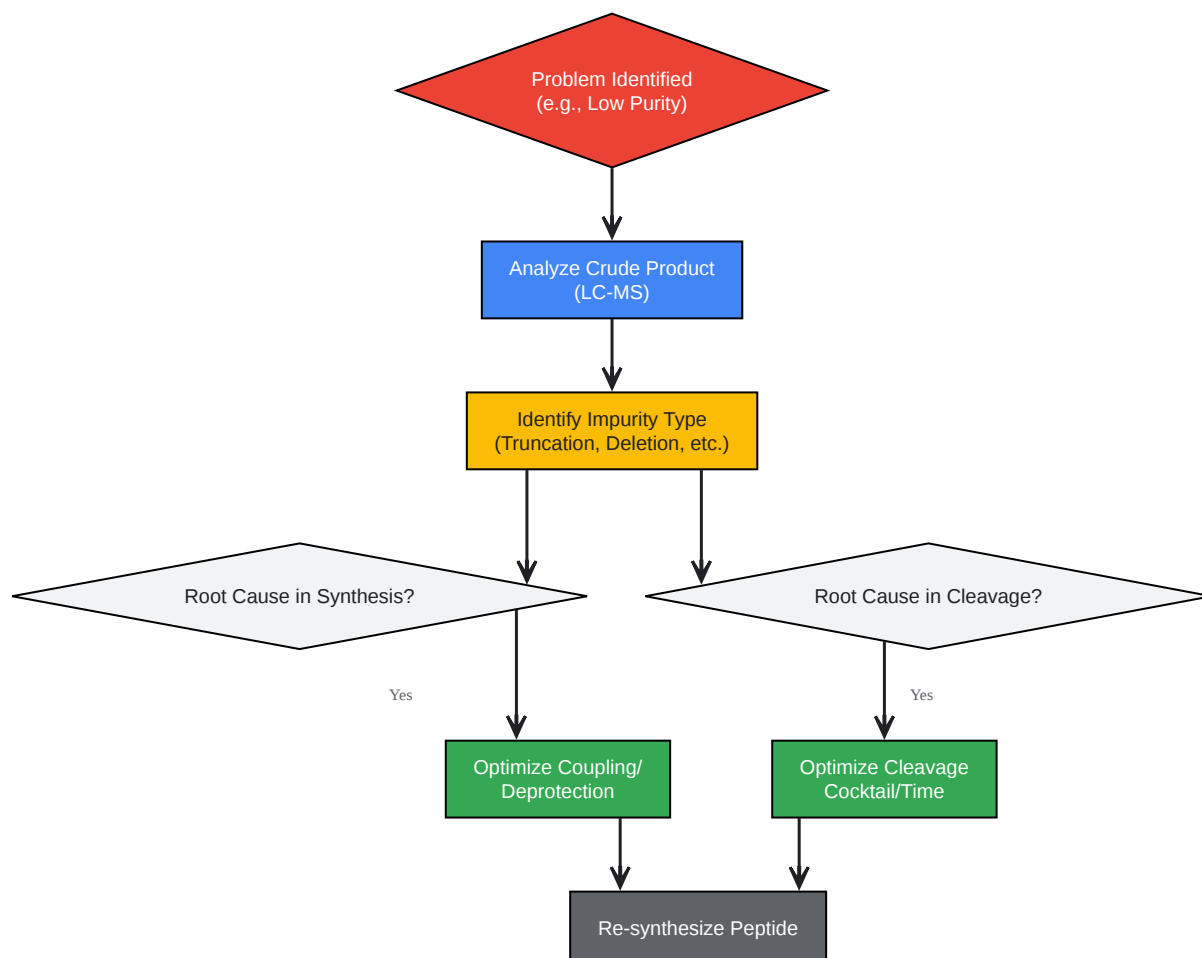 Problem Identified
(e.g., Low Purity)
Analyze Crude Product
(LC-MS)
Identify Impurity Type
(Truncation, Deletion, etc.)
Root Cause in Synthesis?
Root Cause in Cleavage?
Yes
Yes
Optimize Coupling/
Deprotection
Optimize Cleavage
Cocktail/Time
Re-synthesize Peptide